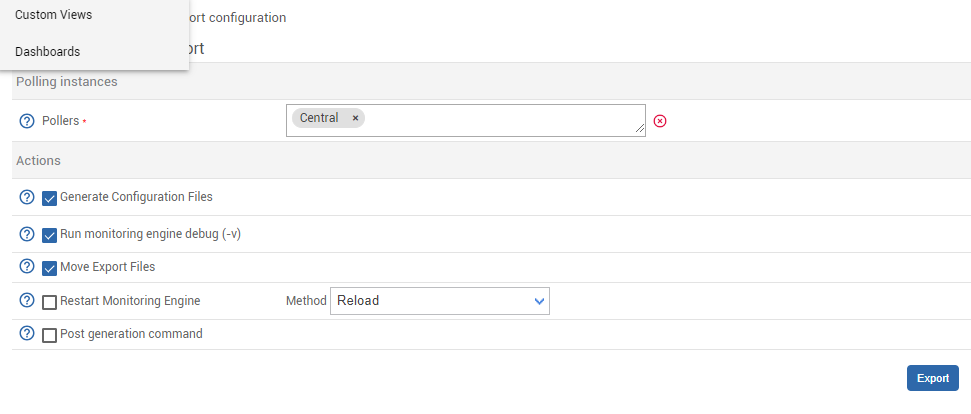 Custom Views
ort configuration
Dashboards
ort
Polling instances
Pollers *
Central ×
Actions
Generate Configuration Files
Run monitoring engine debug (-v)
Move Export Files
Restart Monitoring Engine Method Reload
Post generation command
Export